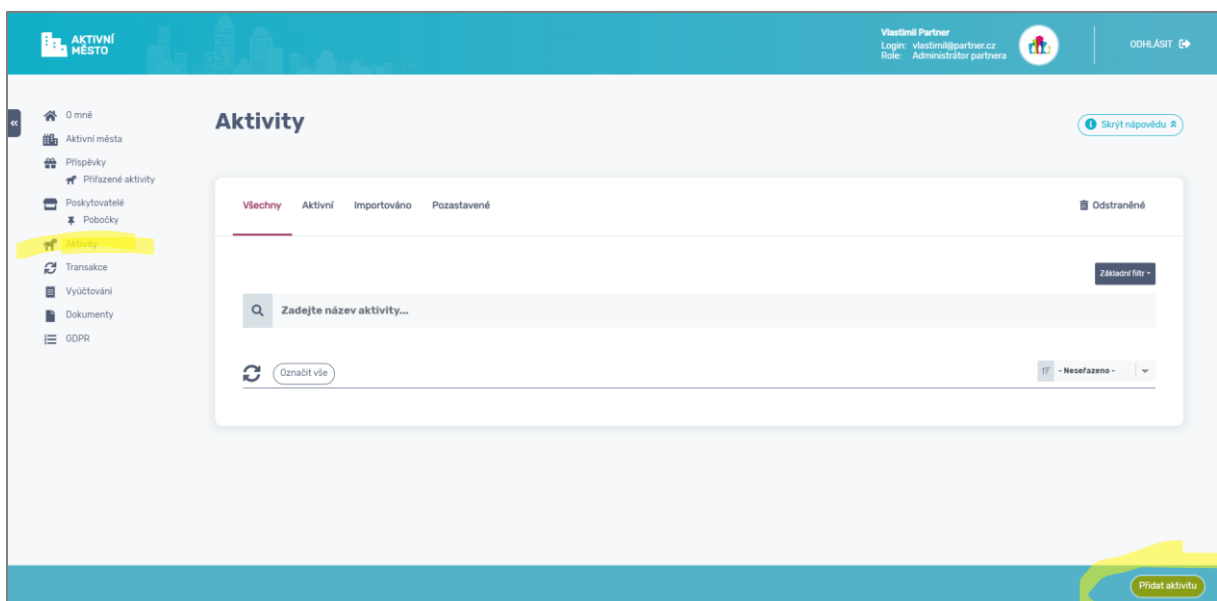 AKTIVNÍ
MĚSTO
Vlastimil Partner
Login: vlastimil@partner.cz
Role: Administrátor partnera
ODHLÁSIT
O mně
Aktivní města
Příspěvky
Přiřazené aktivity
Poskytovatelé
Pobočky
Aktivity
Transakce
Vyúčtování
Dokumenty
GDPR
Aktivity
Skrýt nápovědu
Všechny Aktivní Importováno Pozastavené Odstraněné
Základní filtr
Zadejte název aktivity...
Označit vše - Neseřazeno -
Přidat aktivitu